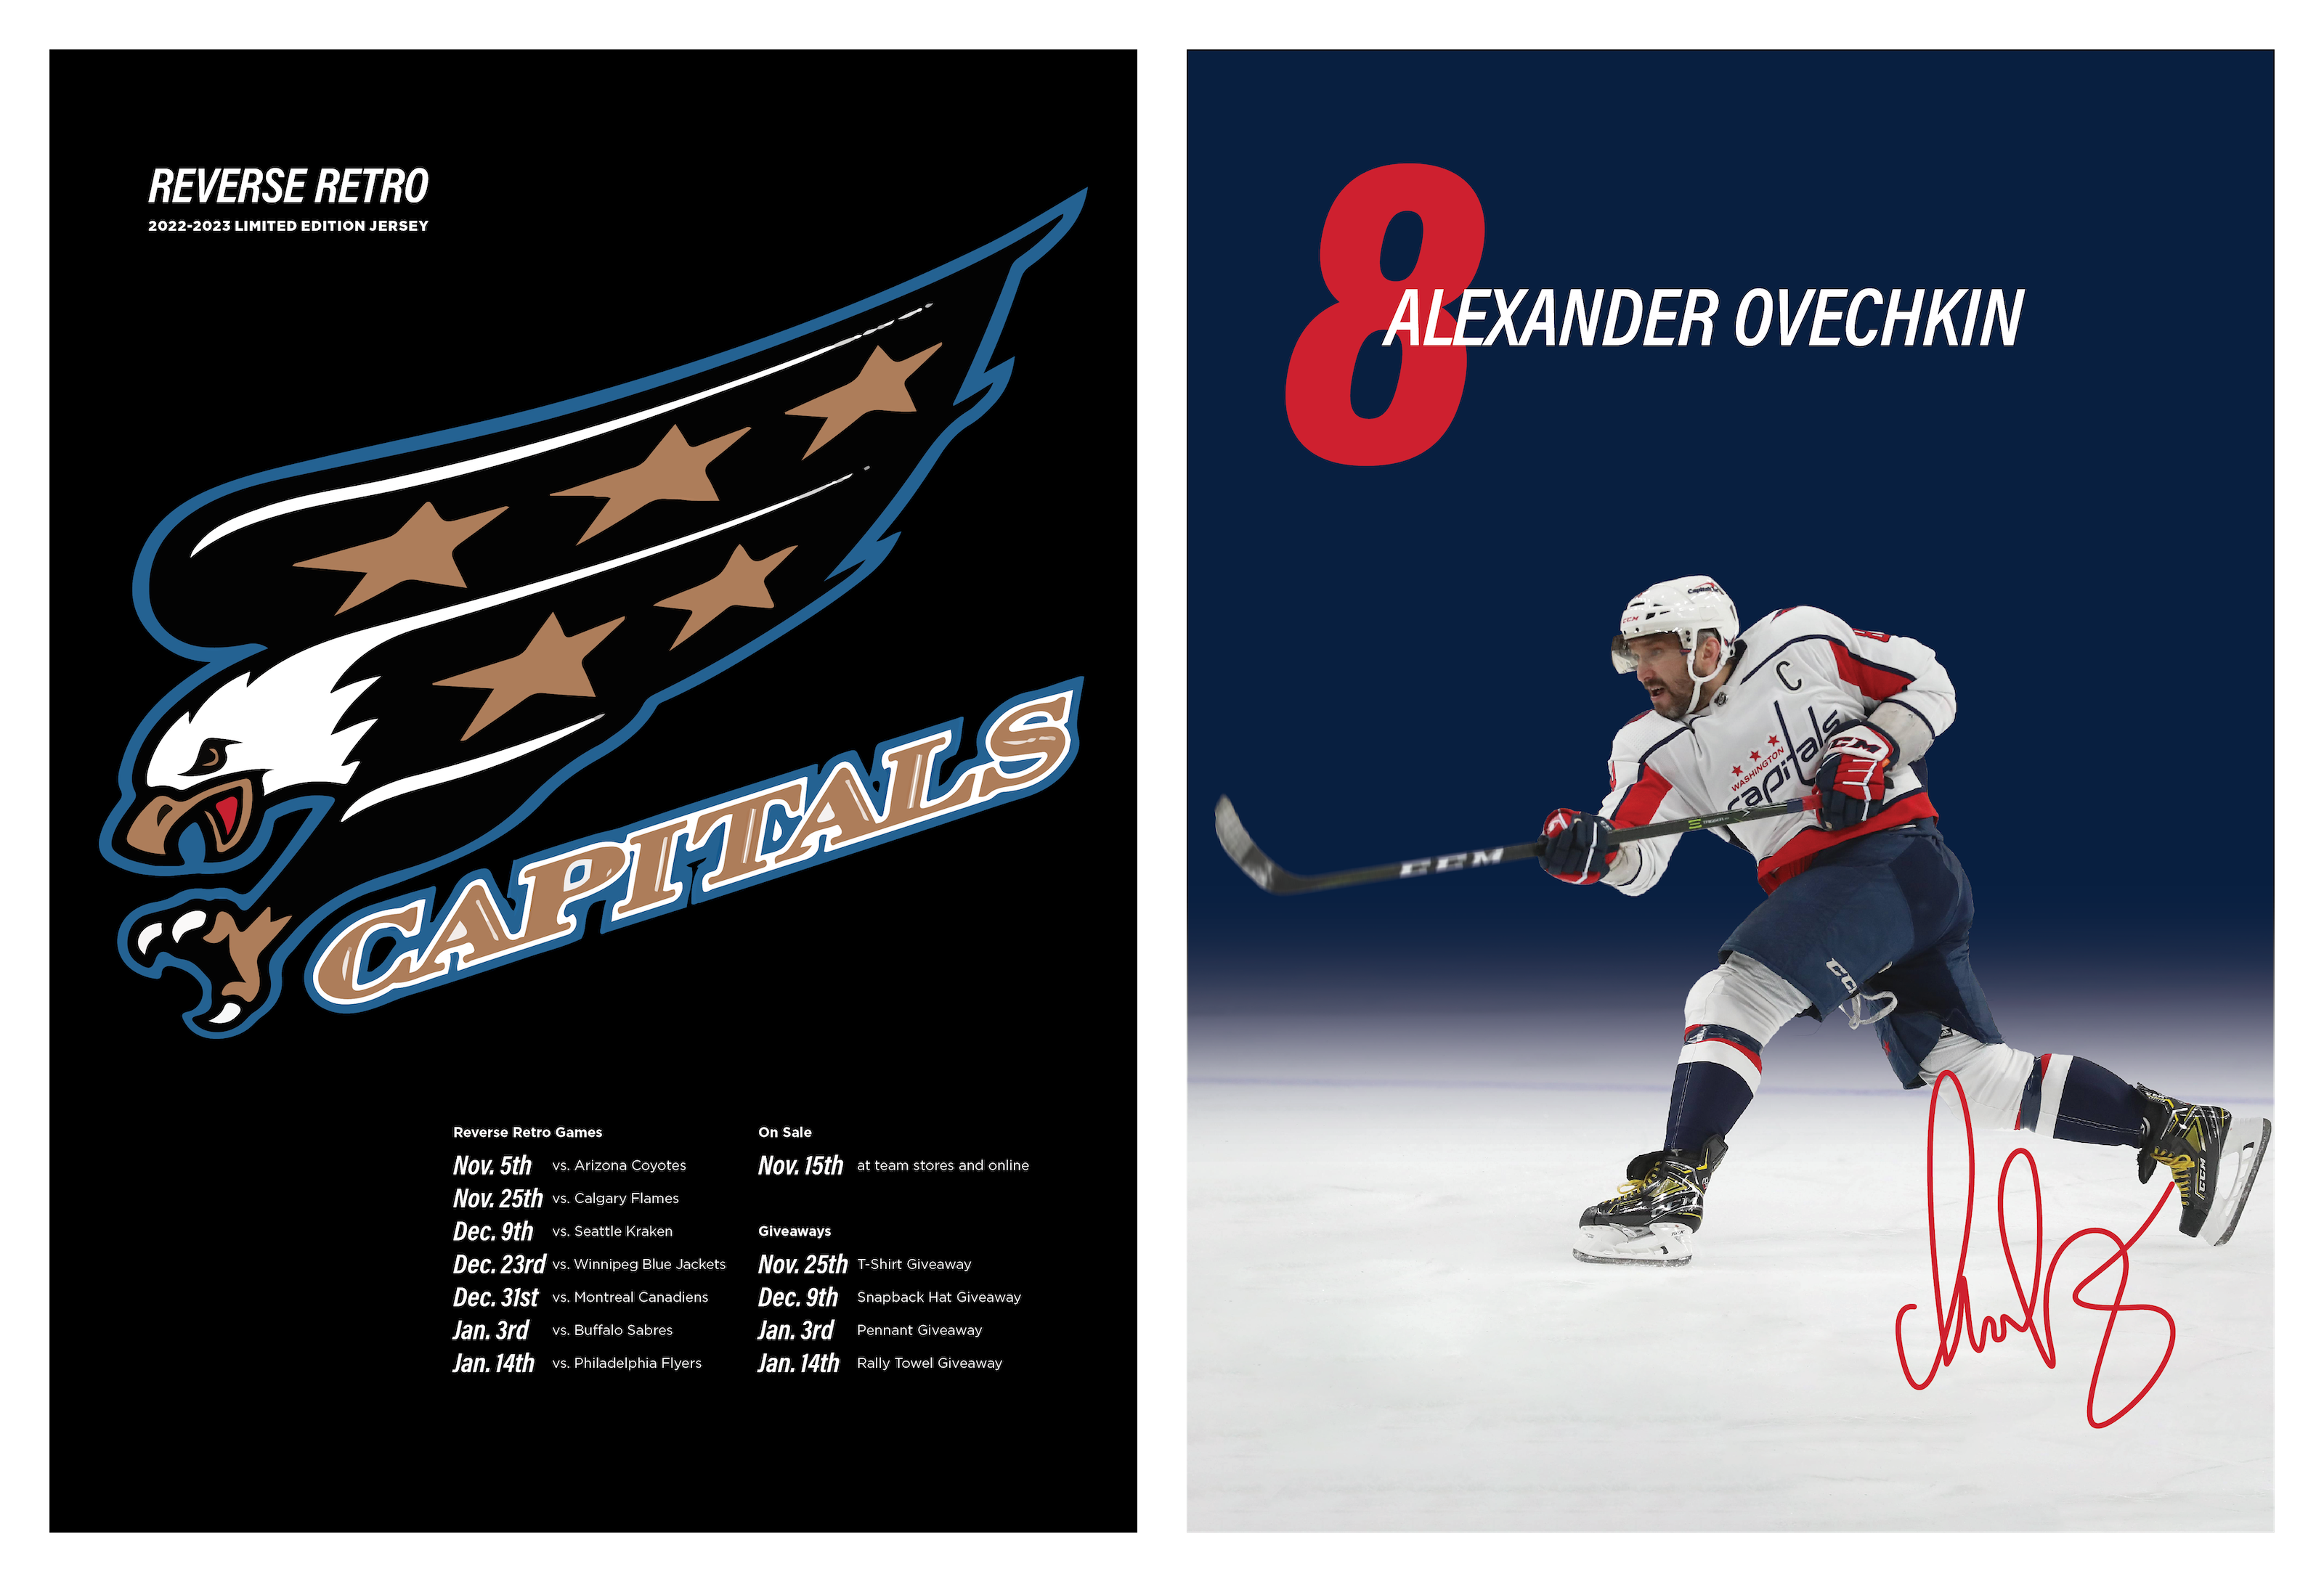 REVERSE RETRO
2022-2023 LIMITED EDITION JERSEY
CAPITALS
Reverse Retro Games
Nov. 5th vs. Arizona Coyotes
Nov. 25th vs. Calgary Flames
Dec. 9th vs. Seattle Kraken
Dec. 23rd vs. Winnipeg Blue Jackets
Dec. 31st vs. Montreal Canadiens
Jan. 3rd vs. Buffalo Sabres
Jan. 14th vs. Philadelphia Flyers
On Sale
Nov. 15th at team stores and online
Giveaways
Nov. 25th T-Shirt Giveaway
Dec. 9th Snapback Hat Giveaway
Jan. 3rd Pennant Giveaway
Jan. 14th Rally Towel Giveaway
8
ALEXANDER OVECHKIN
CCM
C
WASHINGTON
capitals
CCM
CCM
CCM
8